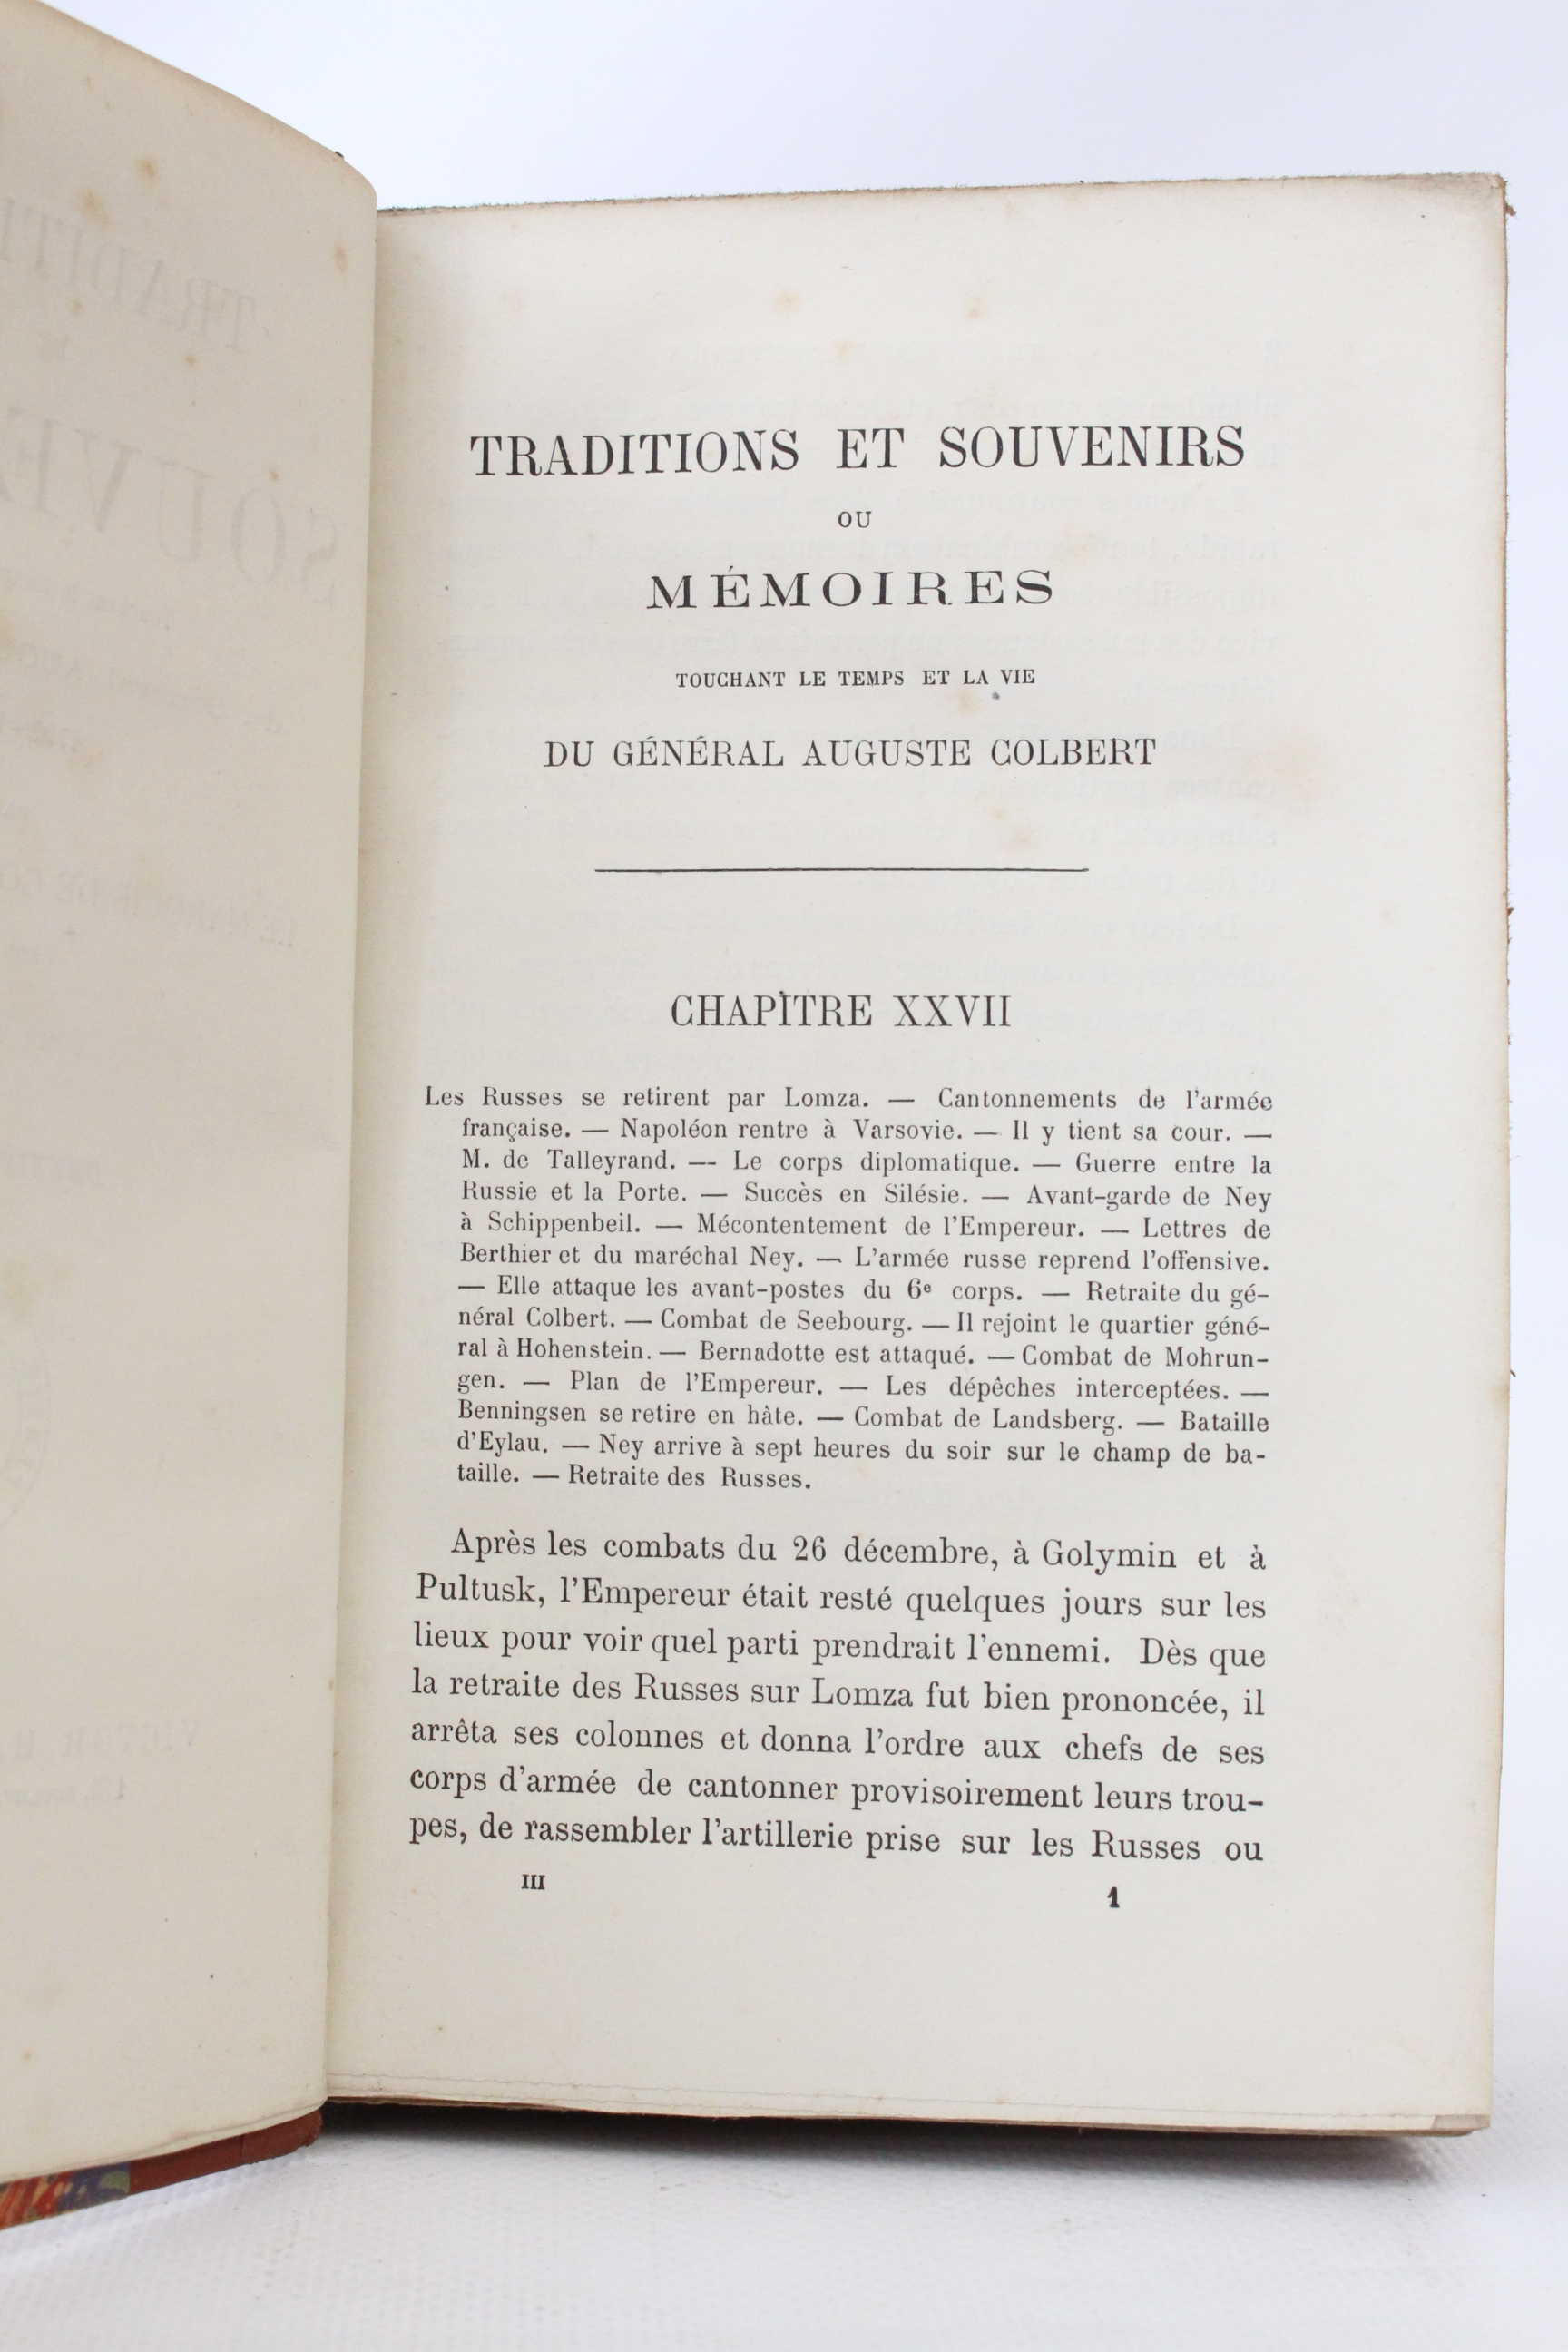 TRADITIONS ET SOUVENIRS
OU
MÉMOIRES
TOUCHANT LE TEMPS ET LA VIE
DU GÉNÉRAL AUGUSTE COLBERT
CHAPITRE XXVII
Les Russes se retirent par Lomza. — Cantonnements de l'armée
française. — Napoléon rentre à Varsovie. — Il y tient sa cour. —
M. de Talleyrand. — Le corps diplomatique. — Guerre entre la
Russie et la Porte. — Succès en Silésie. — Avant-garde de Ney
à Schippenbeil. — Mécontentement de l'Empereur. — Lettres de
Berthier et du maréchal Ney. — L'armée russe reprend l'offensive.
— Elle attaque les avant-postes du 6e corps. — Retraite du gé-
néral Colbert. — Combat de Seebourg. — Il rejoint le quartier géné-
ral à Hohenstein. — Bernadotte est attaqué. — Combat de Mohrun-
gen. — Plan de l'Empereur. — Les dépêches interceptées. —
Benningsen se retire en hâte. — Combat de Landsberg. — Bataille
d'Eylau. — Ney arrive à sept heures du soir sur le champ de ba-
taille. — Retraite des Russes.
Après les combats du 26 décembre, à Golymin et à
Pultusk, l'Empereur était resté quelques jours sur les
lieux pour voir quel parti prendrait l'ennemi. Dès que
la retraite des Russes sur Lomza fut bien prononcée, il
arrêta ses colonnes et donna l'ordre aux chefs de ses
corps d'armée de cantonner provisoirement leurs trou-
pes, de rassembler l'artillerie prise sur les Russes ou
III 1